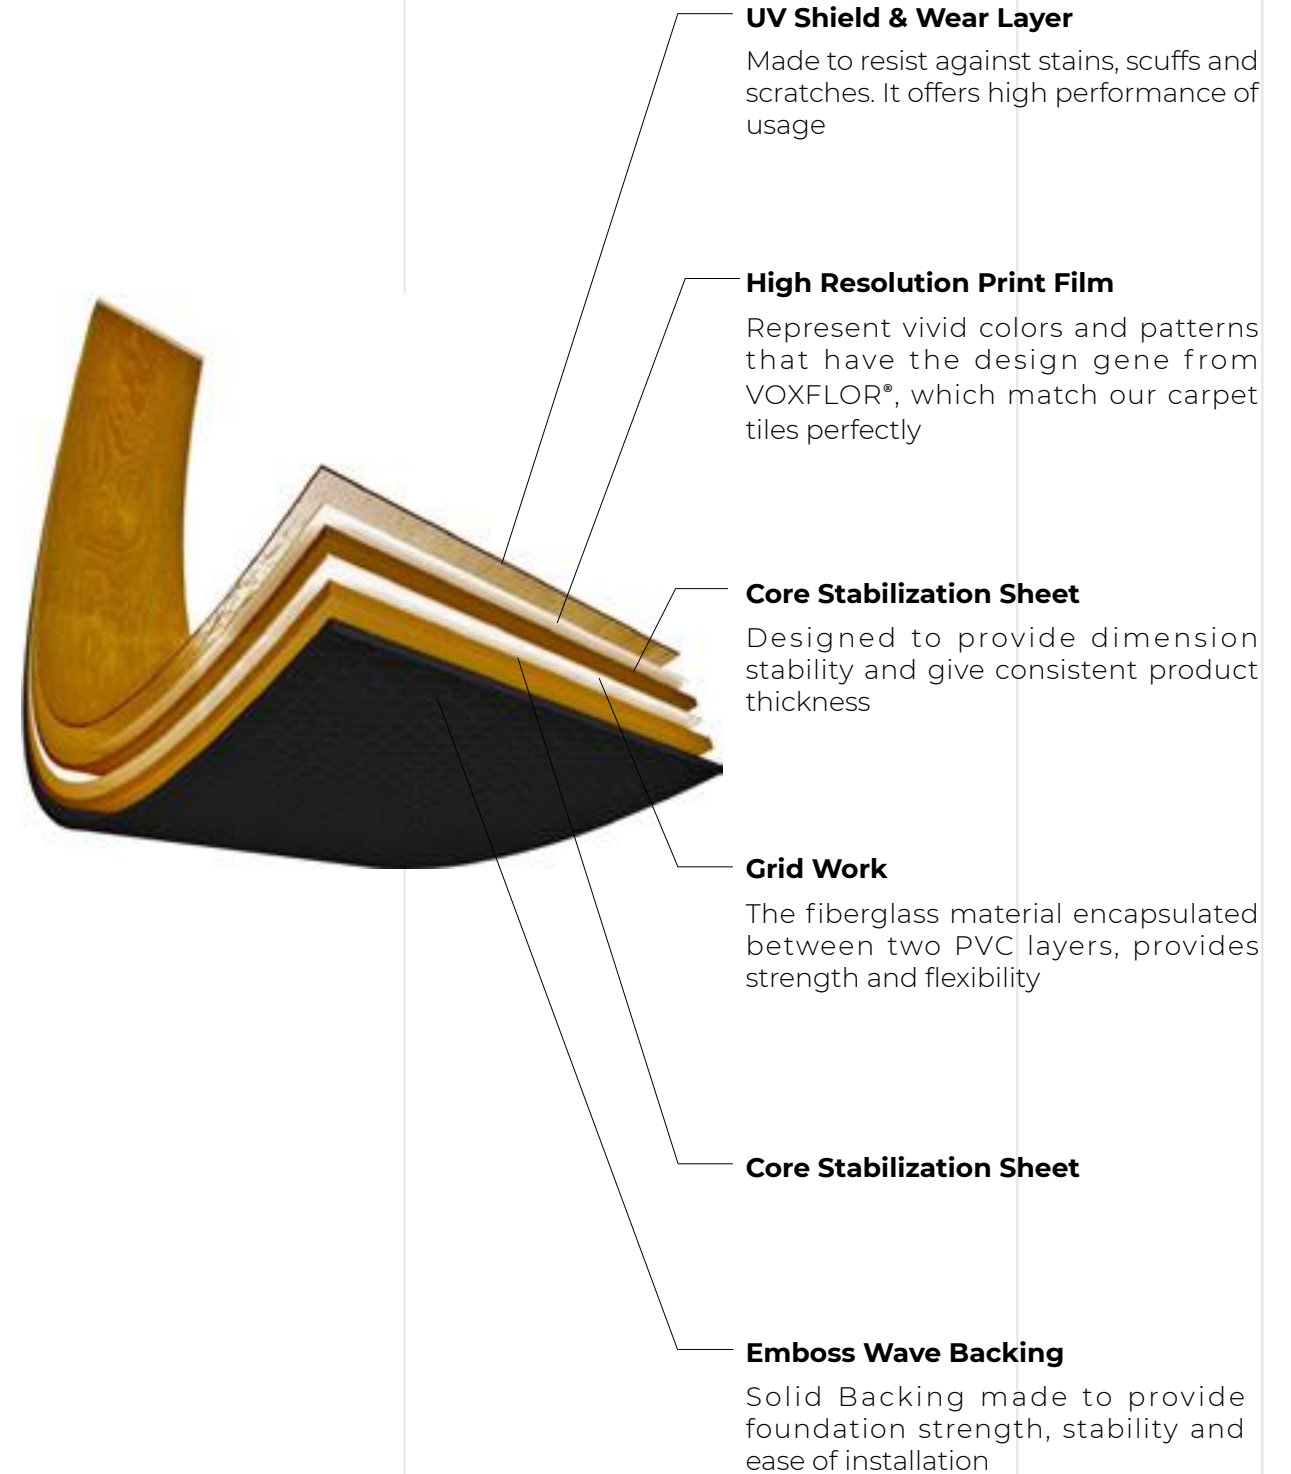 UV Shield & Wear Layer
Made to resist against stains, scuffs and
scratches. It offers high performance of
usage
High Resolution Print Film
Represent vivid colors and patterns
that have the design gene from
VOXFLOR®, which match our carpet
tiles perfectly
Core Stabilization Sheet
Designed to provide dimension
stability and give consistent product
thickness
Grid Work
The fiberglass material encapsulated
between two PVC layers, provides
strength and flexibility
Core Stabilization Sheet
Emboss Wave Backing
Solid Backing made to provide
foundation strength, stability and
ease of installation